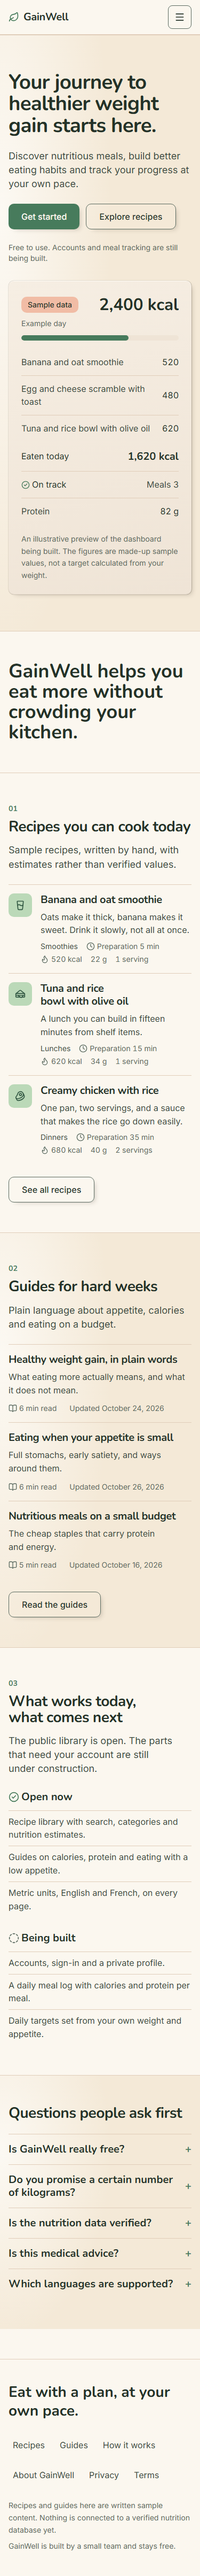 GainWell
Your journey to
healthier weight
gain starts here.
Discover nutritious meals, build better
eating habits and track your progress at
your own pace.
Get started
Explore recipes
Free to use. Accounts and meal tracking are still
being built.
Sample data
2,400 kcal
Example day
Banana and oat smoothie 520
Egg and cheese scramble with
toast
480
Tuna and rice bowl with olive oil 620
Eaten today 1,620 kcal
On track Meals 3
Protein 82 g
An illustrative preview of the dashboard
being built. The figures are made-up sample
values, not a target calculated from your
weight.
GainWell helps you
eat more without
crowding your
kitchen.
01
Recipes you can cook today
Sample recipes, written by hand, with
estimates rather than verified values.
Banana and oat smoothie
Oats make it thick, banana makes it
sweet. Drink it slowly, not all at once.
Smoothies Preparation 5 min
520 kcal 22 g 1 serving
Tuna and rice
bowl with olive oil
A lunch you can build in fifteen
minutes from shelf items.
Lunches Preparation 15 min
620 kcal 34 g 1 serving
Creamy chicken with rice
One pan, two servings, and a sauce
that makes the rice go down easily.
Dinners Preparation 35 min
680 kcal 40 g 2 servings
See all recipes
02
Guides for hard weeks
Plain language about appetite, calories
and eating on a budget.
Healthy weight gain, in plain words
What eating more actually means, and what
it does not mean.
6 min read Updated October 24, 2026
Eating when your appetite is small
Full stomachs, early satiety, and ways
around them.
6 min read Updated October 26, 2026
Nutritious meals on a small budget
The cheap staples that carry protein
and energy.
5 min read Updated October 16, 2026
Read the guides
03
What works today,
what comes next
The public library is open. The parts
that need your account are still
under construction.
Open now
Recipe library with search, categories and
nutrition estimates.
Guides on calories, protein and eating with a
low appetite.
Metric units, English and French, on every
page.
Being built
Accounts, sign-in and a private profile.
A daily meal log with calories and protein per
meal.
Daily targets set from your own weight and
appetite.
Questions people ask first
Is GainWell really free? +
Do you promise a certain number
of kilograms? +
Is the nutrition data verified? +
Is this medical advice? +
Which languages are supported? +
Eat with a plan, at your
own pace.
Recipes Guides How it works
About GainWell Privacy Terms
Recipes and guides here are written sample
content. Nothing is connected to a verified nutrition
database yet.
GainWell is built by a small team and stays free.